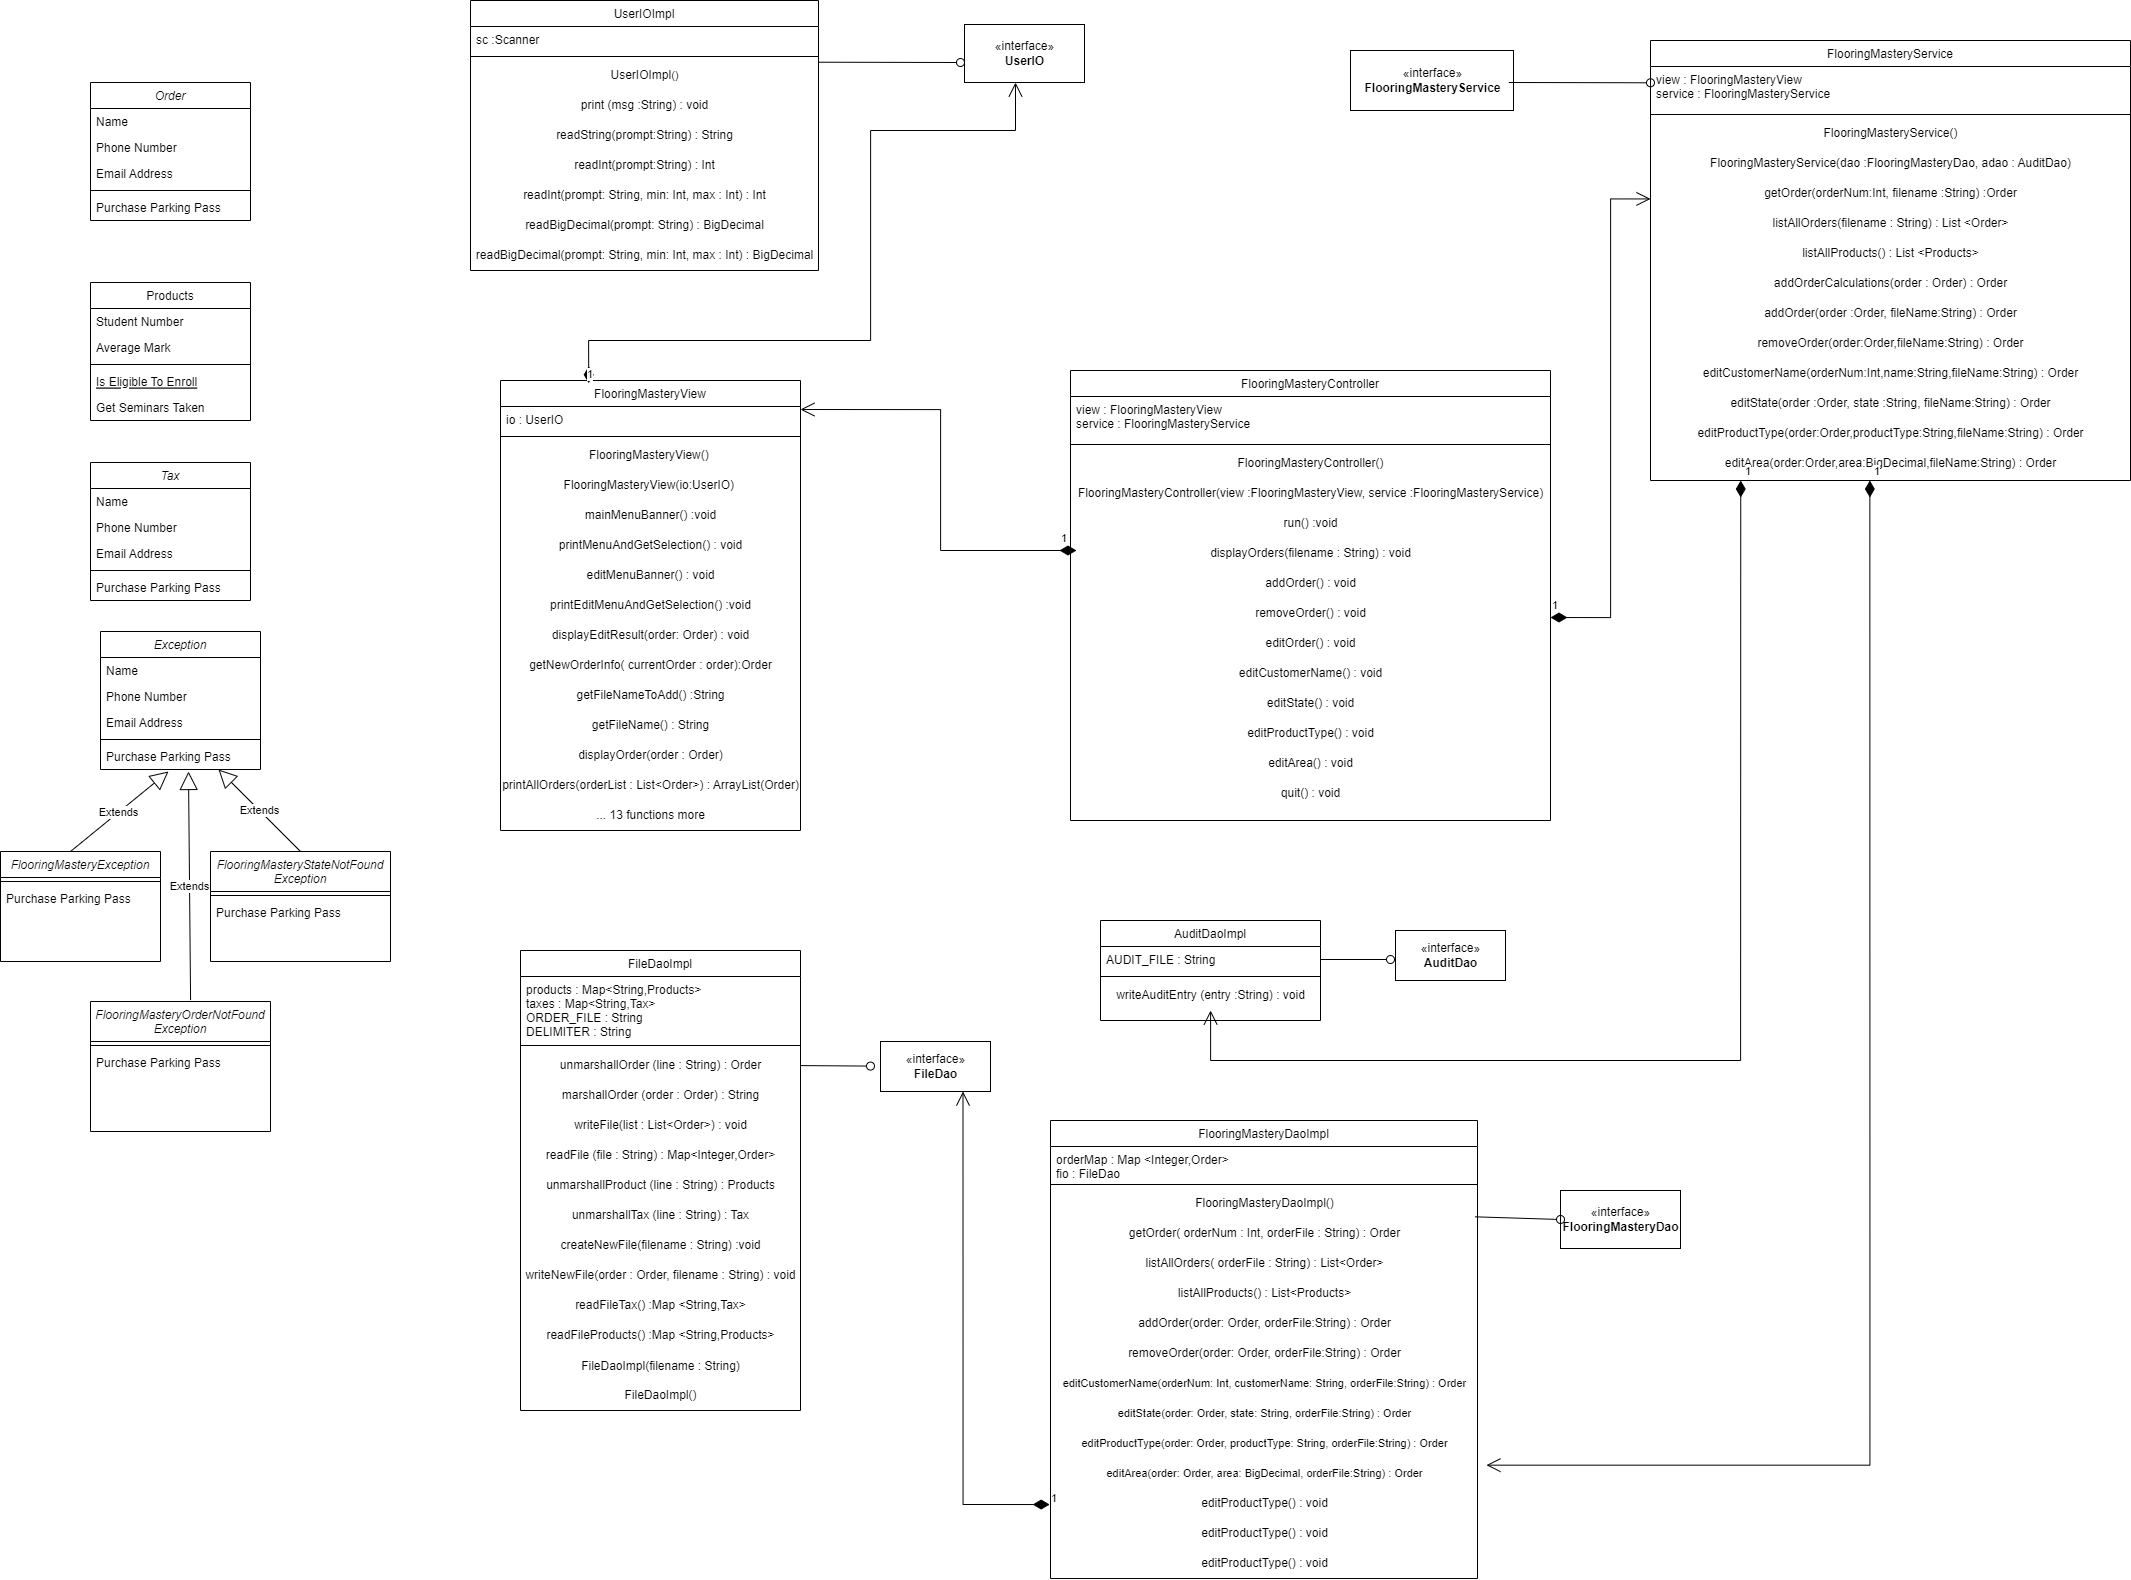 Order
Name
Phone Number
Email Address
Purchase Parking Pass
Products
Student Number
Average Mark
Is Eligible To Enroll
Get Seminars Taken
Tax
Name
Phone Number
Email Address
Purchase Parking Pass
Exception
Name
Phone Number
Email Address
Purchase Parking Pass
Extends
Extends
Extends
FlooringMasteryException
Purchase Parking Pass
FlooringMasteryStateNotFound
Exception
Purchase Parking Pass
FlooringMasteryOrderNotFound
Exception
Purchase Parking Pass
UserIOImpl
sc :Scanner
UserIOImpl()
print (msg :String) : void
readString(prompt:String) : String
readInt(prompt:String) : Int
readInt(prompt: String, min: Int, max : Int) : Int
readBigDecimal(prompt: String) : BigDecimal
readBigDecimal(prompt: String, min: Int, max : Int) : BigDecimal
«interface»
UserIO
1
FlooringMasteryView
io : UserIO
FlooringMasteryView()
FlooringMasteryView(io:UserIO)
mainMenuBanner() :void
printMenuAndGetSelection() : void
editMenuBanner() : void
printEditMenuAndGetSelection() :void
displayEditResult(order: Order) : void
getNewOrderInfo( currentOrder : order):Order
getFileNameToAdd() :String
getFileName() : String
displayOrder(order : Order)
printAllOrders(orderList : List<Order>) : ArrayList(Order)
... 13 functions more
FlooringMasteryController
view : FlooringMasteryView
service : FlooringMasteryService
FlooringMasteryController()
FlooringMasteryController(view :FlooringMasteryView, service :FlooringMasteryService)
run() :void
displayOrders(filename : String) : void
addOrder() : void
removeOrder() : void
editOrder() : void
editCustomerName() : void
editState() : void
editProductType() : void
editArea() : void
quit() : void
1
1
«interface»
FlooringMasteryService
FlooringMasteryService
view : FlooringMasteryView
service : FlooringMasteryService
FlooringMasteryService()
FlooringMasteryService(dao :FlooringMasteryDao, adao : AuditDao)
getOrder(orderNum:Int, filename :String) :Order
listAllOrders(filename : String) : List <Order>
listAllProducts() : List <Products>
addOrderCalculations(order : Order) : Order
addOrder(order :Order, fileName:String) : Order
removeOrder(order:Order,fileName:String) : Order
editCustomerName(orderNum:Int,name:String,fileName:String) : Order
editState(order :Order, state :String, fileName:String) : Order
editProductType(order:Order,productType:String,fileName:String) : Order
editArea(order:Order,area:BigDecimal,fileName:String) : Order
1
1
FileDaoImpl
products : Map<String,Products>
taxes : Map<String,Tax>
ORDER_FILE : String
DELIMITER : String
unmarshallOrder (line : String) : Order
marshallOrder (order : Order) : String
writeFile(list : List<Order>) : void
readFile (file : String) : Map<Integer,Order>
unmarshallProduct (line : String) : Products
unmarshallTax (line : String) : Tax
createNewFile(filename : String) :void
writeNewFile(order : Order, filename : String) : void
readFileTax() :Map <String,Tax>
readFileProducts() :Map <String,Products>
FileDaoImpl(filename : String)
FileDaoImpl()
«interface»
FileDao
AuditDaoImpl
AUDIT_FILE : String
writeAuditEntry (entry :String) : void
«interface»
AuditDao
FlooringMasteryDaoImpl
orderMap : Map <Integer,Order>
fio : FileDao
FlooringMasteryDaoImpl()
getOrder( orderNum : Int, orderFile : String) : Order
listAllOrders( orderFile : String) : List<Order>
listAllProducts() : List<Products>
addOrder(order: Order, orderFile:String) : Order
removeOrder(order: Order, orderFile:String) : Order
editCustomerName(orderNum: Int, customerName: String, orderFile:String) : Order
editState(order: Order, state: String, orderFile:String) : Order
editProductType(order: Order, productType: String, orderFile:String) : Order
editArea(order: Order, area: BigDecimal, orderFile:String) : Order
editProductType() : void
editProductType() : void
editProductType() : void
1
«interface»
FlooringMasteryDao